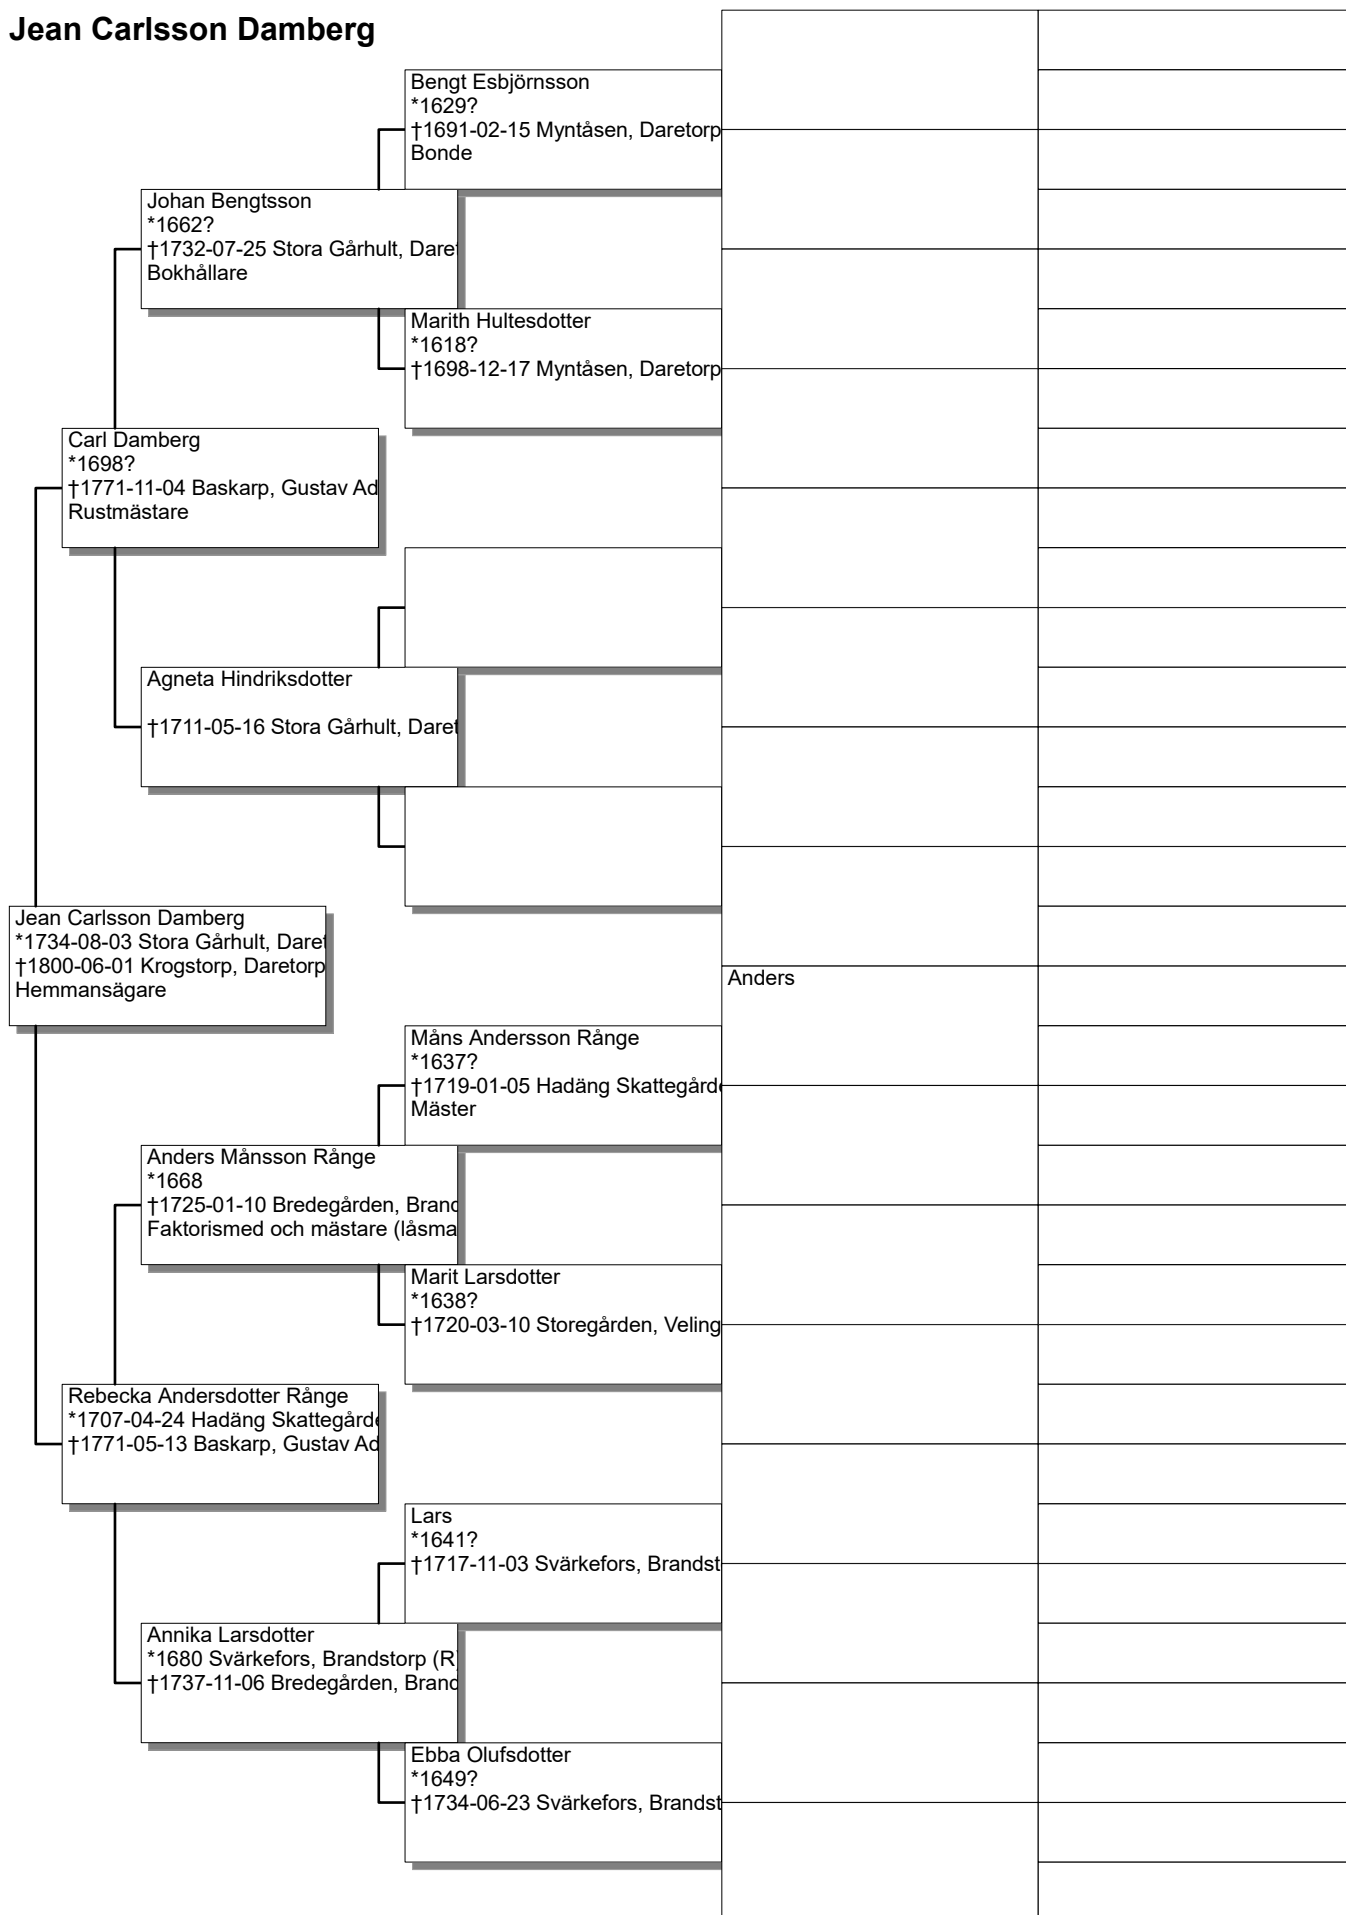 Jean Carlsson Damberg
Bengt Esbjörnsson
*1629?
†1691-02-15 Myntåsen, Daretorp
Bonde
Johan Bengtsson
*1662?
†1732-07-25 Stora Gårhult, Daret
Bokhållare
Marith Hultesdotter
*1618?
†1698-12-17 Myntåsen, Daretorp
Carl Damberg
*1698?
†1771-11-04 Baskarp, Gustav Ad
Rustmästare
Agneta Hindriksdotter
†1711-05-16 Stora Gårhult, Daret
Jean Carlsson Damberg
*1734-08-03 Stora Gårhult, Daret
†1800-06-01 Krogstorp, Daretorp
Hemmansägare
Anders
Måns Andersson Rånge
*1637?
†1719-01-05 Hadäng Skattegårde
Mäster
Anders Månsson Rånge
*1668
†1725-01-10 Bredegården, Brand
Faktorismed och mästare (låsma
Marit Larsdotter
*1638?
†1720-03-10 Storegården, Veling
Rebecka Andersdotter Rånge
*1707-04-24 Hadäng Skattegårde
†1771-05-13 Baskarp, Gustav Ad
Lars
*1641?
†1717-11-03 Svärkefors, Brandst
Annika Larsdotter
*1680 Svärkefors, Brandstorp (R)
†1737-11-06 Bredegården, Brand
Ebba Olufsdotter
*1649?
†1734-06-23 Svärkefors, Brandst